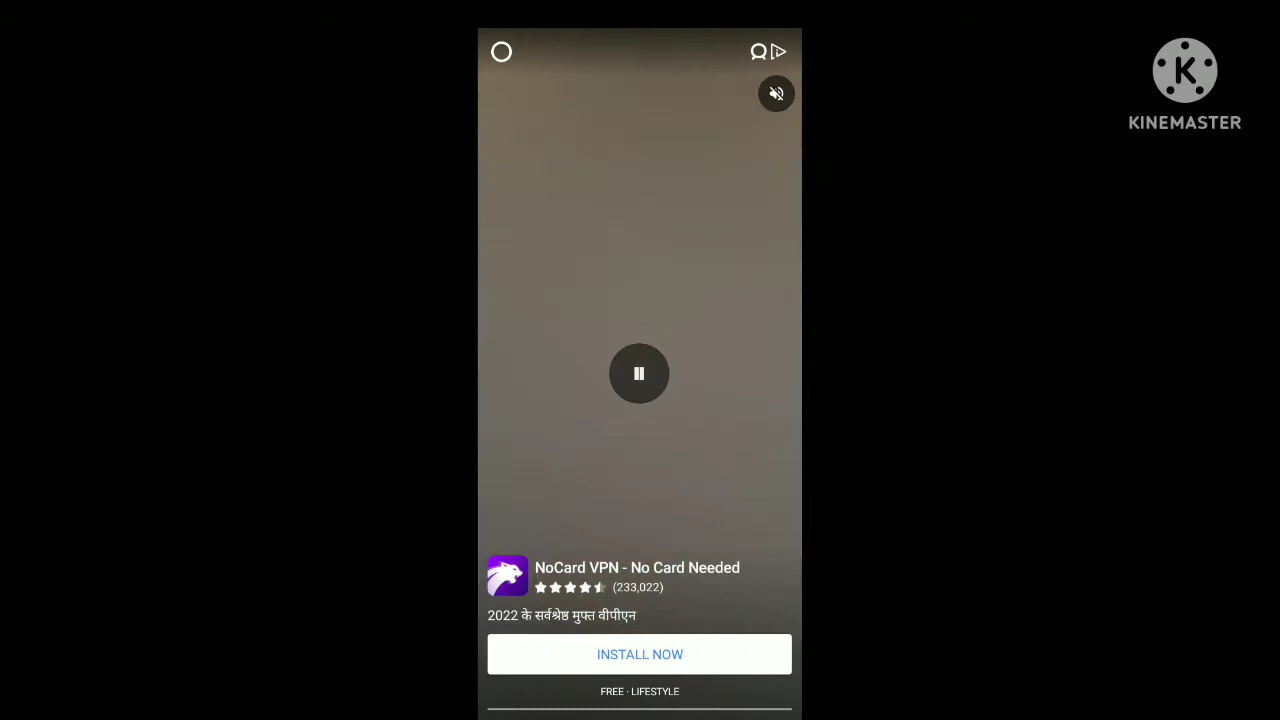 KINEMASTER
NoCard VPN - No Card Needed
(233,022)
2022 के सर्वश्रेष्ठ मुफ्त वीपीएन
INSTALL NOW
FREE · LIFESTYLE